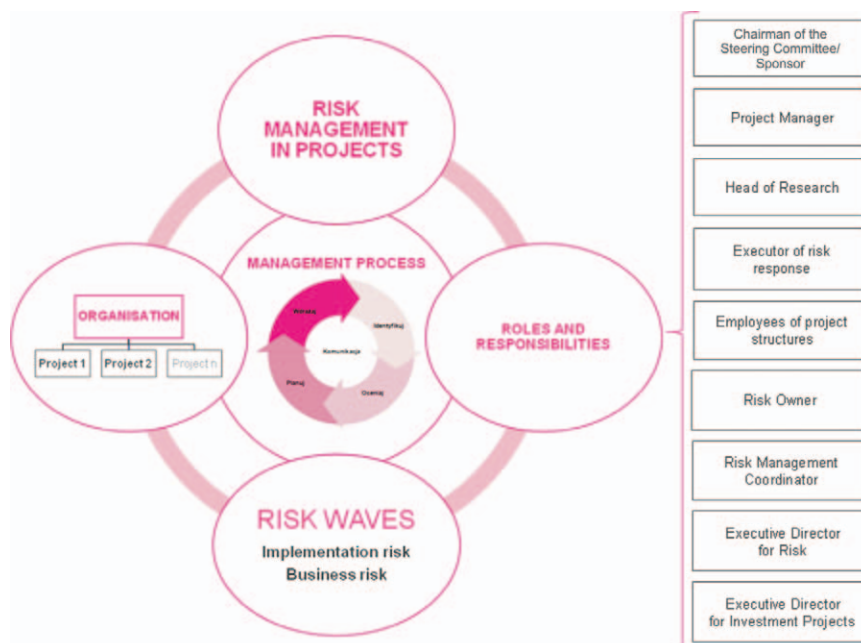 RISK
MANAGEMENT
IN PROJECTS
MANAGEMENT PROCESS
Identyfikuj
Komunikacja
Oceniaj
Planuj
ORGANISATION
Project 1
Project 2
Project n
ROLES AND
RESPONSIBILITIES
RISK WAVES
Implementation risk
Business risk
Chairman of the
Steering Committee/
Sponsor
Project Manager
Head of Research
Executor of risk
response
Employees of project
structures
Risk Owner
Risk Management
Coordinator
Executive Director
for Risk
Executive Director
for Investment Projects